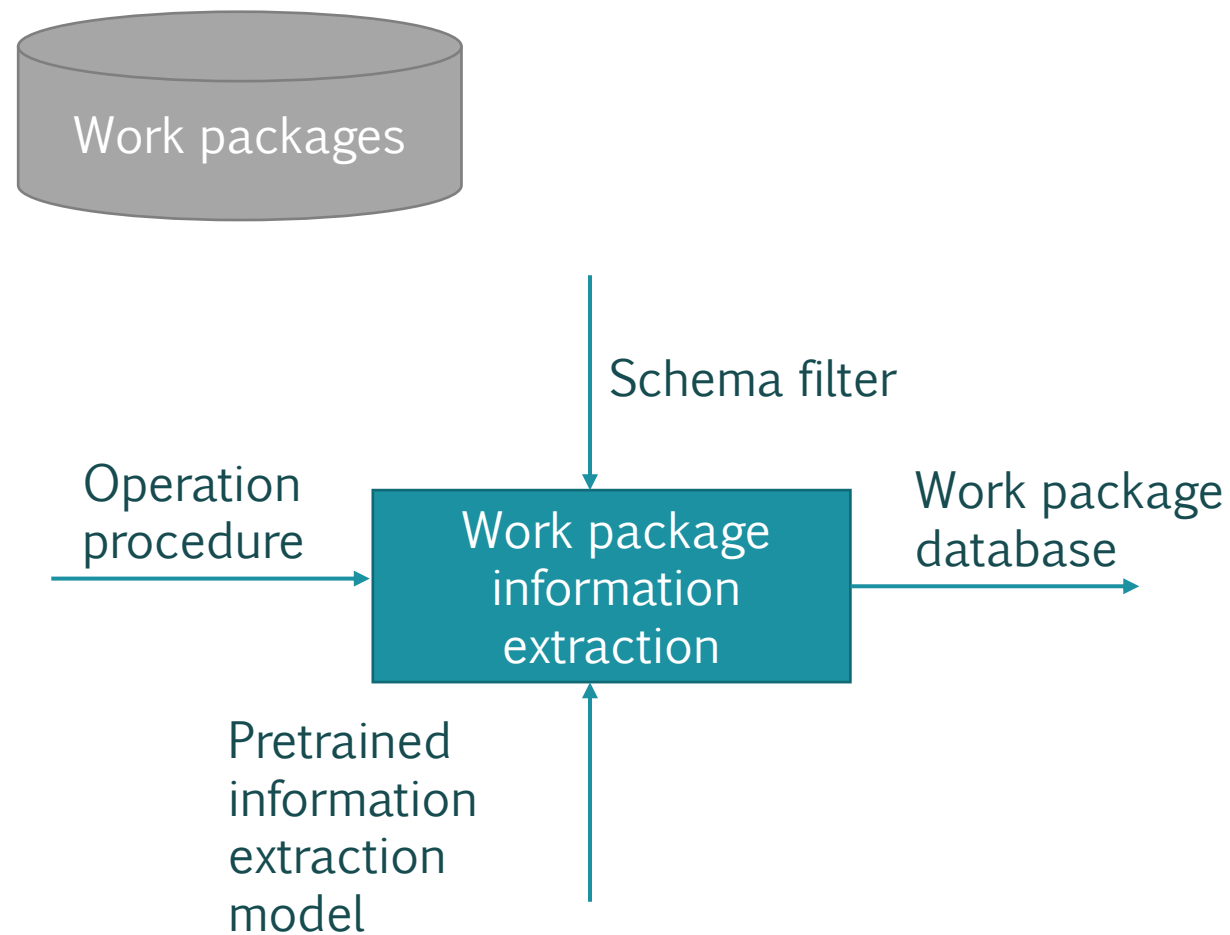 Work packages
Schema filter
Operation
procedure
Work package
information
extraction
Work package
database
Pretrained
information
extraction
model